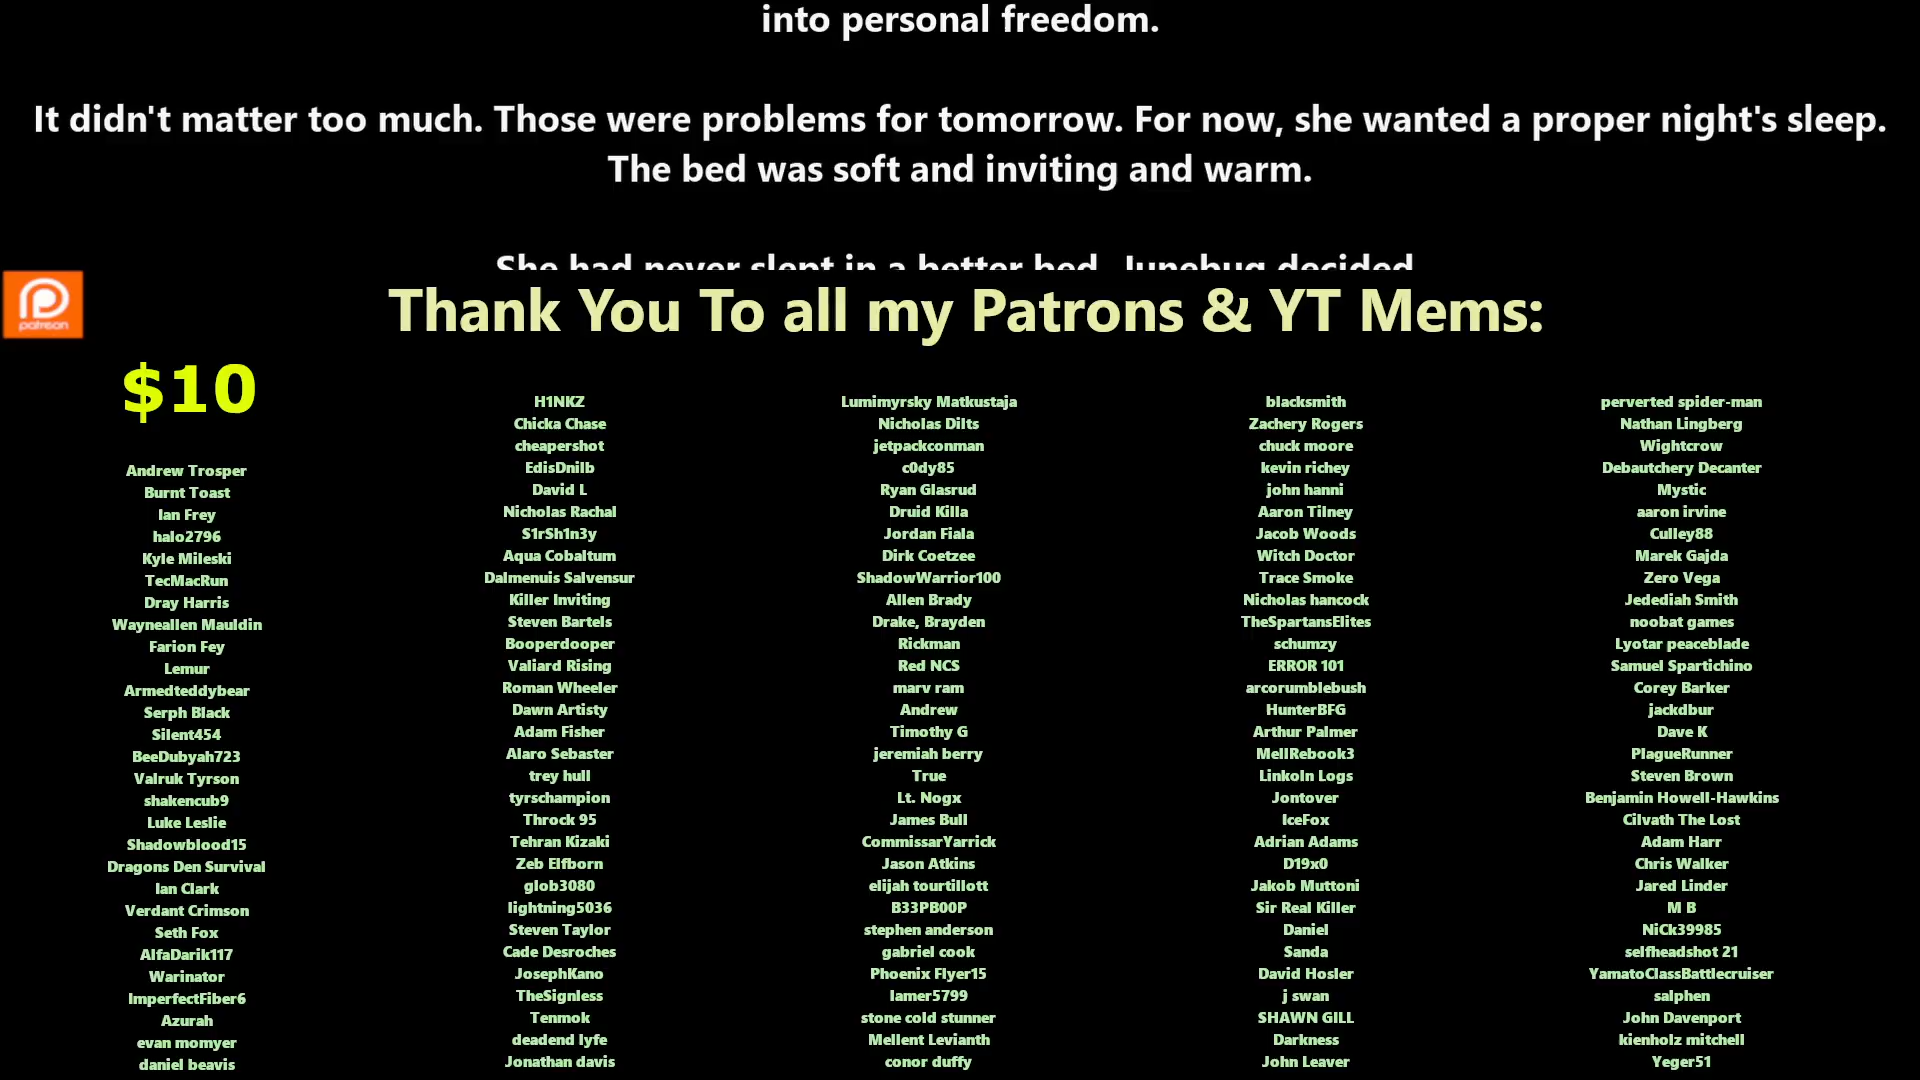 into personal freedom.
It didn't matter too much. Those were problems for tomorrow. For now, she wanted a proper night's sleep.
The bed was soft and inviting and warm.
She had never slept in a better bed, Junebug decided.
patreon
Thank You To all my Patrons & YT Mems:
$10
Andrew Trosper
Burnt Toast
Ian Frey
halo2796
Kyle Mileski
TecMacRun
Dray Harris
Wayneallen Mauldin
Farion Fey
Lemur
Armedteddybear
Serph Black
Silent454
BeeDubyah723
Valruk Tyrson
shakencub9
Luke Leslie
Shadowblood15
Dragons Den Survival
Ian Clark
Verdant Crimson
Seth Fox
AlfaDarik117
Warinator
ImperfectFiber6
Azurah
evan momyer
daniel beavis
H1NKZ
Chicka Chase
cheapershot
EdisDnilb
David L
Nicholas Rachal
S1rSh1n3y
Aqua Cobaltum
Dalmenuis Salvensur
Killer Inviting
Steven Bartels
Booperdooper
Valiard Rising
Roman Wheeler
Dawn Artisty
Adam Fisher
Alaro Sebaster
trey hull
tyrschampion
Throck 95
Tehran Kizaki
Zeb Elfborn
glob3080
lightning5036
Steven Taylor
Cade Desroches
JosephKano
TheSignless
Tenmok
deadend lyfe
Jonathan davis
Lumimyrsky Matkustaja
Nicholas Dilts
jetpackconman
c0dy85
Ryan Glasrud
Druid Killa
Jordan Fiala
Dirk Coetzee
ShadowWarrior100
Allen Brady
Drake, Brayden
Rickman
Red NCS
marv ram
Andrew
Timothy G
jeremiah berry
True
Lt. Nogx
James Bull
CommissarYarrick
Jason Atkins
elijah tourtillott
B33PB00P
stephen anderson
gabriel cook
Phoenix Flyer15
lamer5799
stone cold stunner
Mellent Levianth
conor duffy
blacksmith
Zachery Rogers
chuck moore
kevin richey
john hanni
Aaron Tilney
Jacob Woods
Witch Doctor
Trace Smoke
Nicholas hancock
TheSpartansElites
schumzy
ERROR 101
arcorumblebush
HunterBFG
Arthur Palmer
MellRebook3
Linkoln Logs
Jontover
IceFox
Adrian Adams
D19x0
Jakob Muttoni
Sir Real Killer
Daniel
Sanda
David Hosler
j swan
SHAWN GILL
Darkness
John Leaver
perverted spider-man
Nathan Lingberg
Wightcrow
Debautchery Decanter
Mystic
aaron irvine
Culley88
Marek Gajda
Zero Vega
Jedediah Smith
noobat games
Lyotar peaceblade
Samuel Spartichino
Corey Barker
jackdbur
Dave K
PlagueRunner
Steven Brown
Benjamin Howell-Hawkins
Cilvath The Lost
Adam Harr
Chris Walker
Jared Linder
M B
NiCk39985
selfheadshot 21
YamatoClassBattlecruiser
salphen
John Davenport
kienholz mitchell
Yeger51